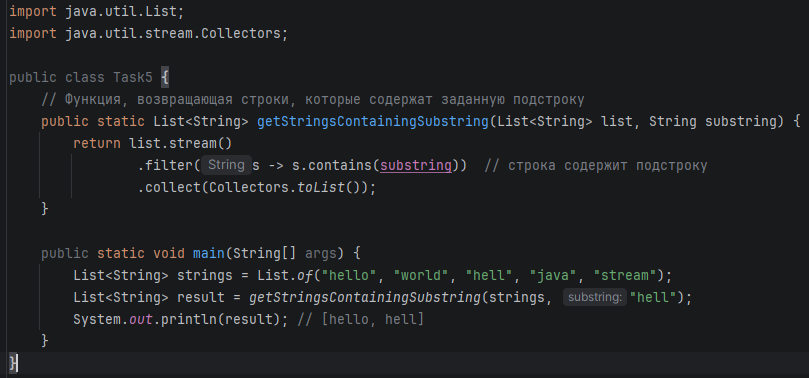 import java.util.List;
import java.util.stream.Collectors;
public class Task5 {
// Функция, возвращающая строки, которые содержат заданную подстроку
public static List<String> getStringsContainingSubstring(List<String> list, String substring) {
return list.stream()
.filter( String s -> s.contains(substring))  // строка содержит подстроку
.collect(Collectors.toList());
}
public static void main(String[] args) {
List<String> strings = List.of("hello", "world", "hell", "java", "stream");
List<String> result = getStringsContainingSubstring(strings, substring: "hell");
System.out.println(result); // [hello, hell]
}
}